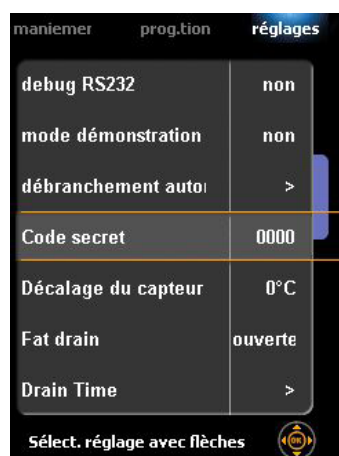 maniemer prog.tion réglages
debug RS232 non
mode démonstration non
débranchement autor >
Code secret 0000
Décalage du capteur 0°C
Fat drain ouverte
Drain Time >
Sélect. réglage avec flèches OK